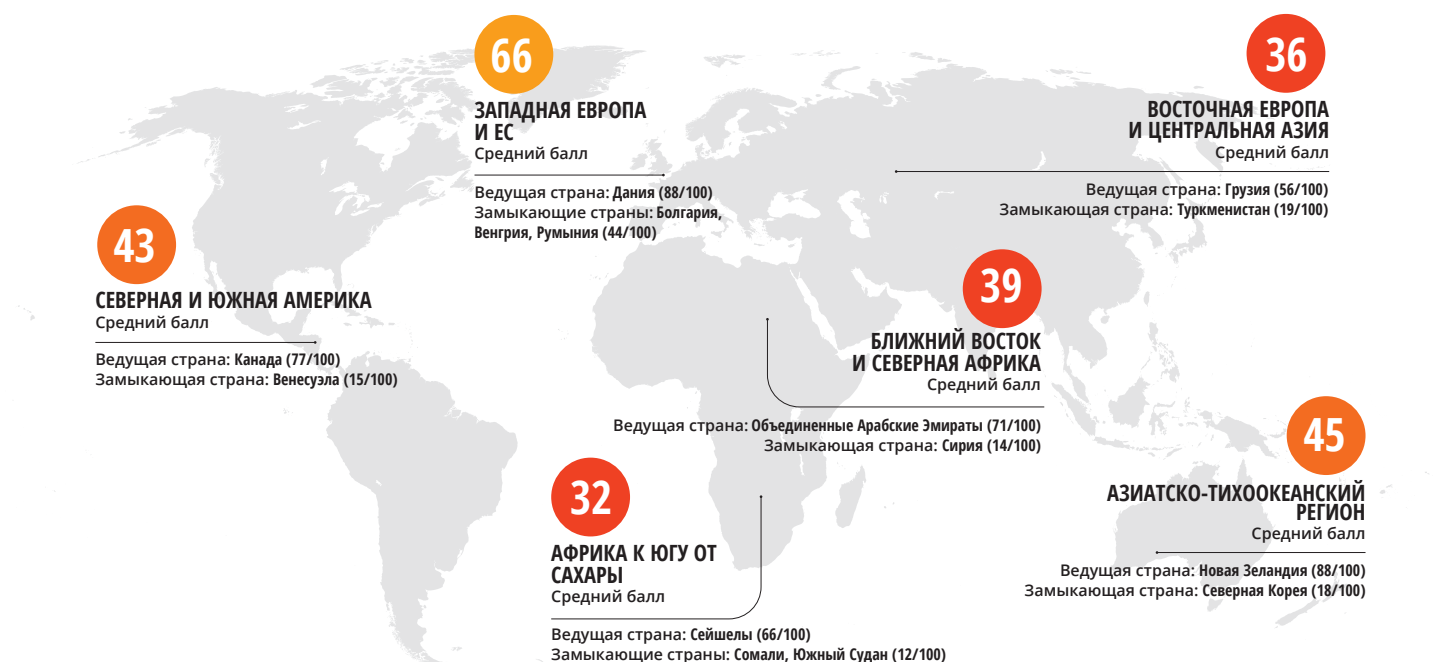 66
ЗАПАДНАЯ ЕВРОПА
И ЕС
Средний балл
Ведущая страна: Дания (88/100)
Замыкающие страны: Болгария,
Венгрия, Румыния (44/100)
36
ВОСТОЧНАЯ ЕВРОПА
И ЦЕНТРАЛЬНАЯ АЗИЯ
Средний балл
Ведущая страна: Грузия (56/100)
Замыкающая страна: Туркменистан (19/100)
43
СЕВЕРНАЯ И ЮЖНАЯ АМЕРИКА
Средний балл
Ведущая страна: Канада (77/100)
Замыкающая страна: Венесуэла (15/100)
39
БЛИЖНИЙ ВОСТОК
И СЕВЕРНАЯ АФРИКА
Средний балл
Ведущая страна: Объединенные Арабские Эмираты (71/100)
Замыкающая страна: Сирия (14/100)
45
АЗИАТСКО-ТИХООКЕАНСКИЙ
РЕГИОН
Средний балл
Ведущая страна: Новая Зеландия (88/100)
Замыкающая страна: Северная Корея (18/100)
32
АФРИКА К ЮГУ ОТ
САХАРЫ
Средний балл
Ведущая страна: Сейшелы (66/100)
Замыкающие страны: Сомали, Южный Судан (12/100)